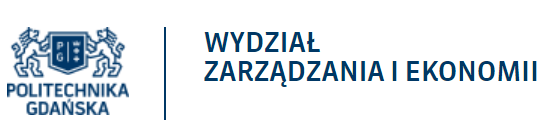 P G
POLITECHNIKA
GDAŃSKA
WYDZIAŁ
ZARZĄDZANIA I EKONOMII